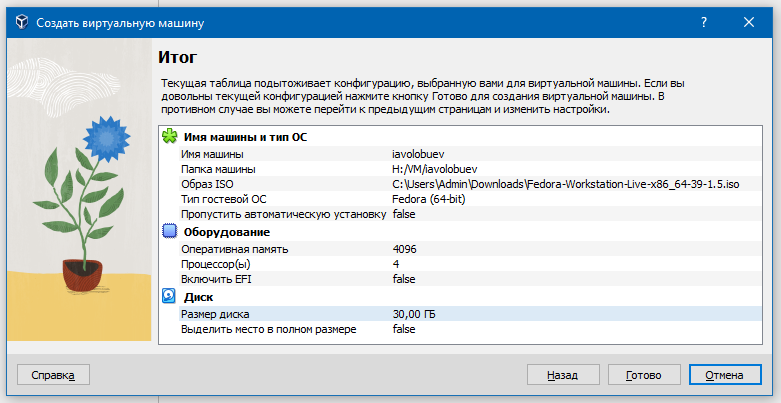 Создать виртуальную машину
Итог
Текущая таблица подытоживает конфигурацию, выбранную вами для виртуальной машины. Если вы
довольны текущей конфигурацией нажмите кнопку Готово для создания виртуальной машины. В
противном случае вы можете перейти к предыдущим страницам и изменить настройки.
Имя машины и тип ОС
Имя машины iavolobuev
Папка машины H:/VM/iavolobuev
Образ ISO C:\Users\Admin\Downloads\Fedora-Workstation-Live-x86_64-39-1.5.iso
Тип гостевой ОС Fedora (64-bit)
Пропустить автоматическую установку false
Оборудование
Оперативная память 4096
Процессор(ы) 4
Включить EFI false
Диск
Размер диска 30,00 ГБ
Выделить место в полном размере false
Справка Назад Готово Отмена